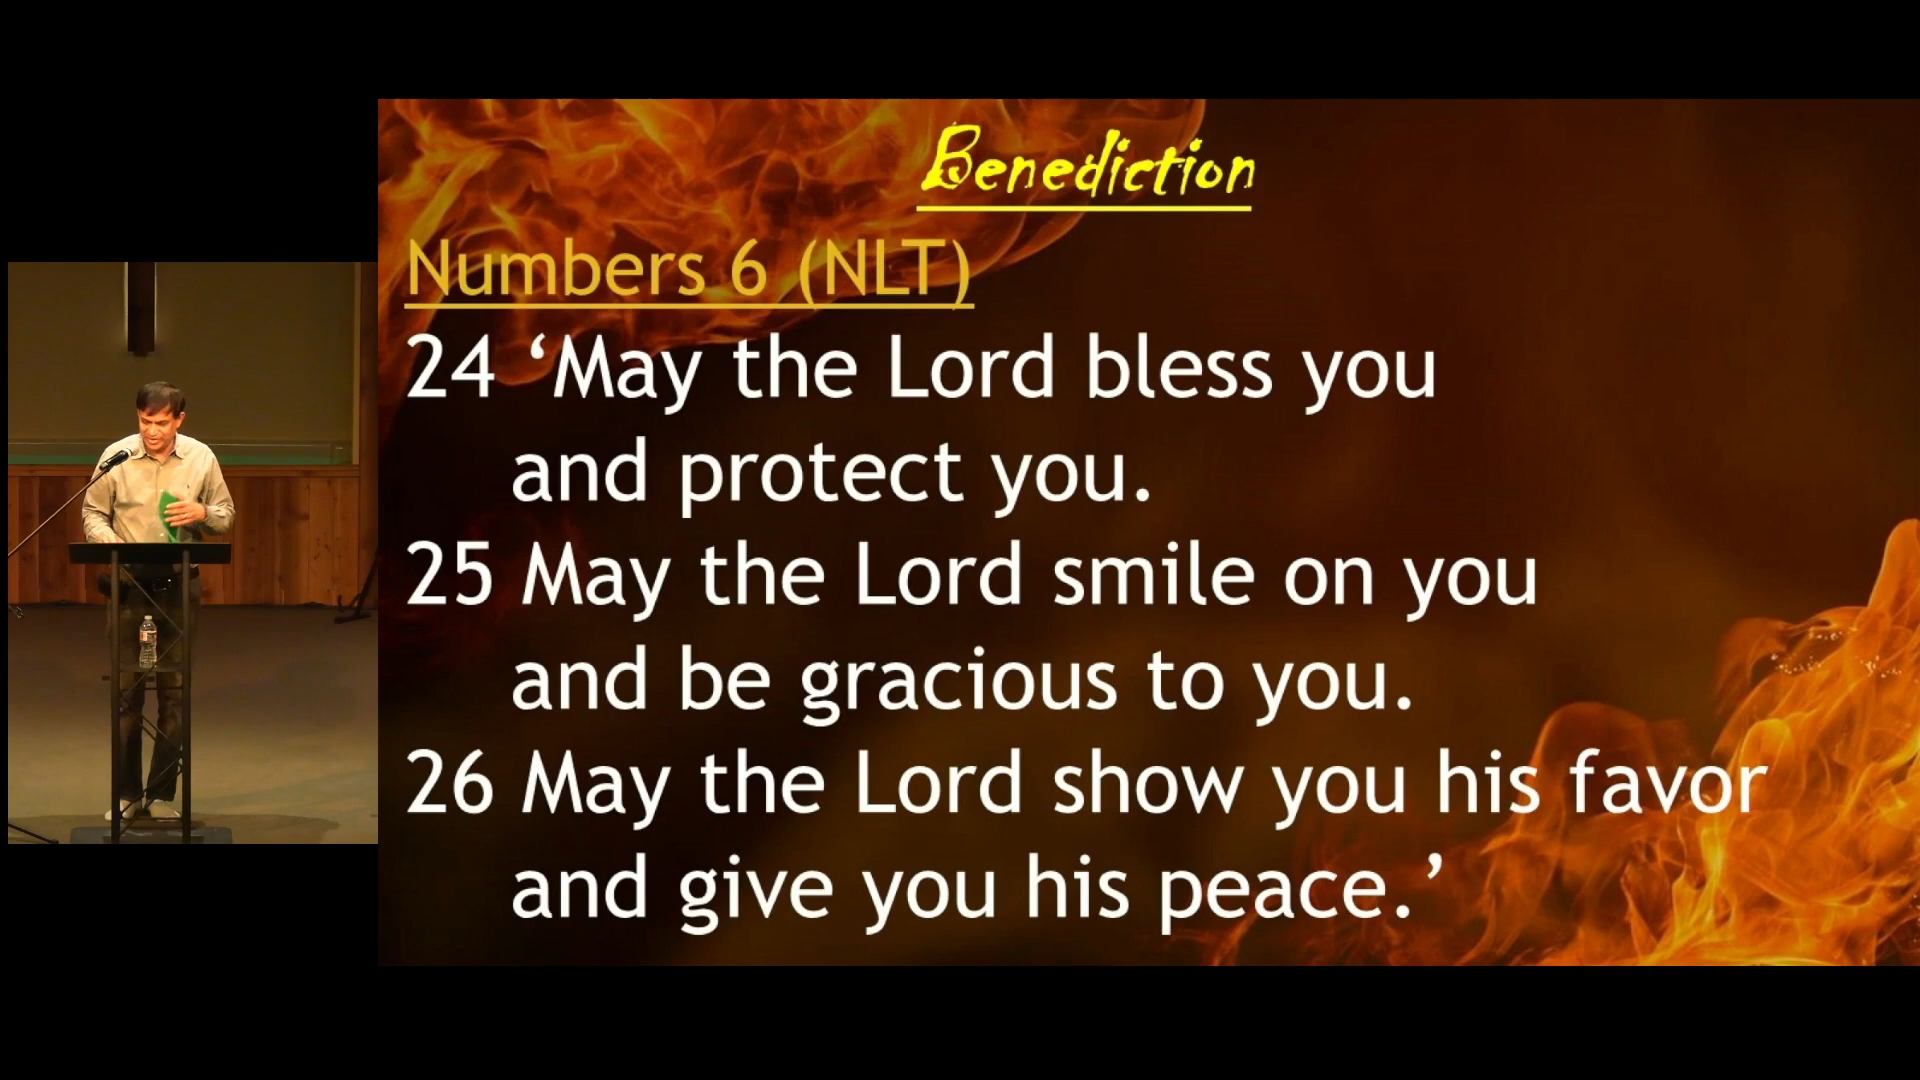 Benediction
Numbers 6 (NLT)
24 ‘May the Lord bless you
and protect you.
25 May the Lord smile on you
and be gracious to you.
26 May the Lord show you his favor
and give you his peace.’